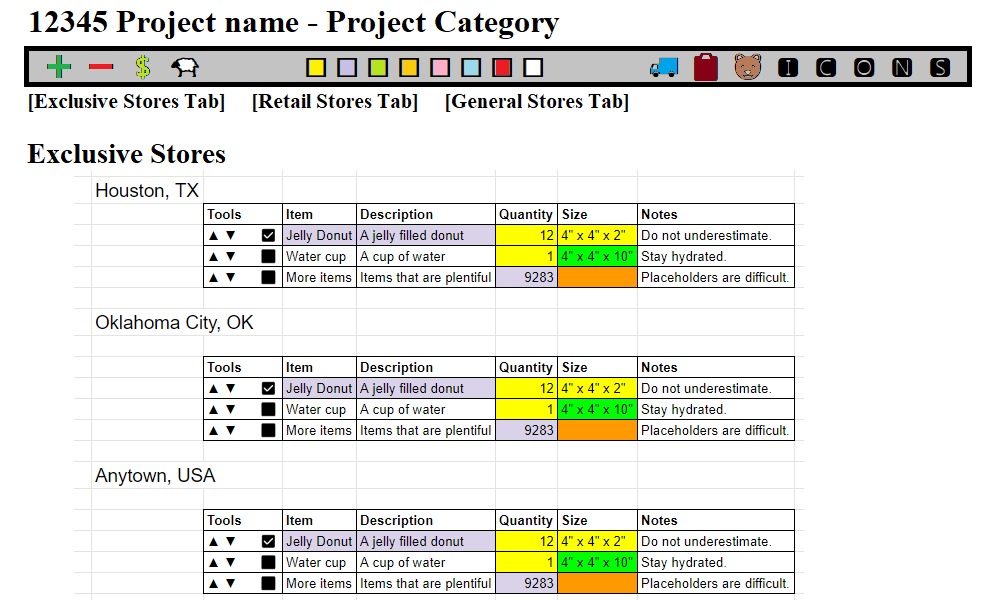 12345 Project name - Project Category
$ I C O N S
[Exclusive Stores Tab] [Retail Stores Tab] [General Stores Tab]
Exclusive Stores
Houston, TX
Tools Item Description Quantity Size Notes
▲ ▼ Jelly Donut A jelly filled donut 12 4" x 4" x 2" Do not underestimate.
▲ ▼ Water cup A cup of water 1 4" x 4" x 10" Stay hydrated.
▲ ▼ More items Items that are plentiful 9283 Placeholders are difficult.
Oklahoma City, OK
Tools Item Description Quantity Size Notes
▲ ▼ Jelly Donut A jelly filled donut 12 4" x 4" x 2" Do not underestimate.
▲ ▼ Water cup A cup of water 1 4" x 4" x 10" Stay hydrated.
▲ ▼ More items Items that are plentiful 9283 Placeholders are difficult.
Anytown, USA
Tools Item Description Quantity Size Notes
▲ ▼ Jelly Donut A jelly filled donut 12 4" x 4" x 2" Do not underestimate.
▲ ▼ Water cup A cup of water 1 4" x 4" x 10" Stay hydrated.
▲ ▼ More items Items that are plentiful 9283 Placeholders are difficult.